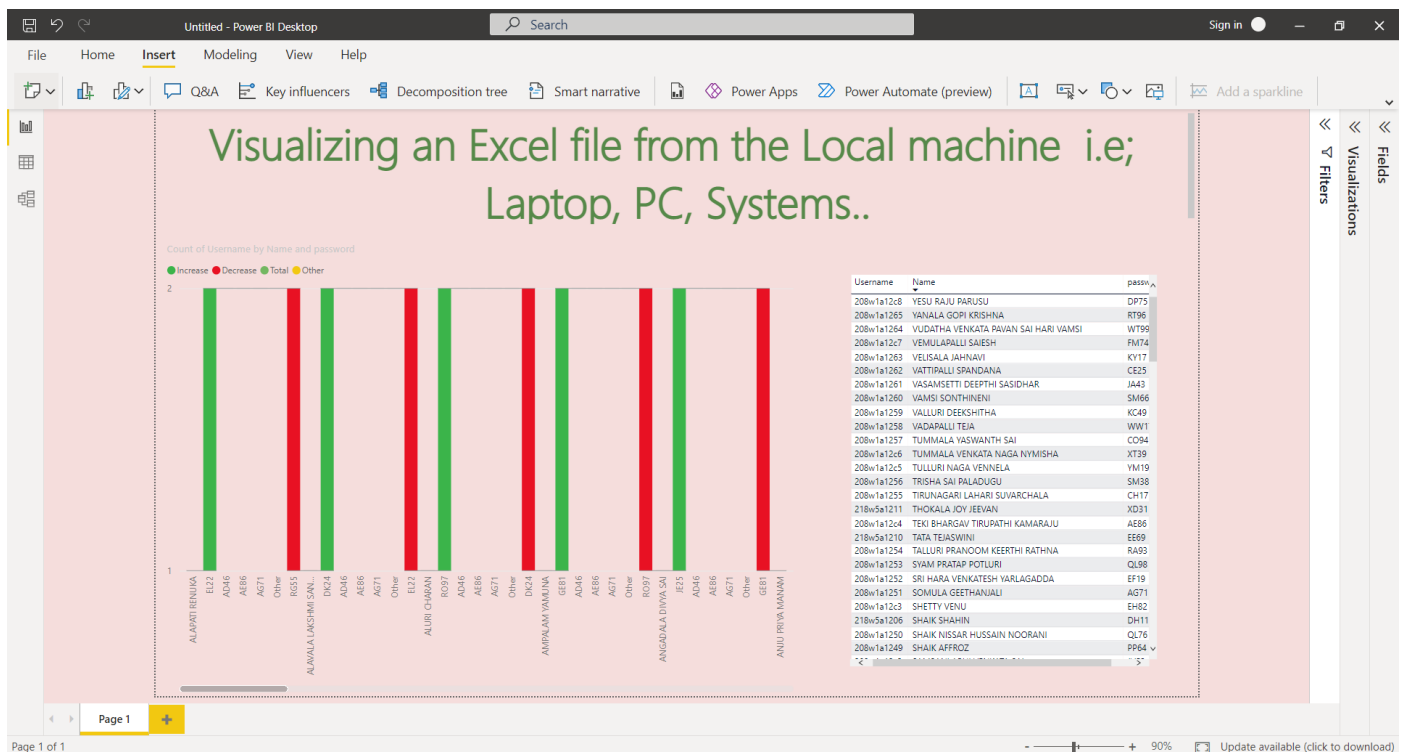 Untitled - Power BI Desktop
Search
Sign in
File Home Insert Modeling View Help
Q&A Key influencers Decomposition tree Smart narrative Power Apps Power Automate (preview) Add a sparkline
Visualizing an Excel file from the Local machine i.e;
Laptop, PC, Systems..
Count of Username by Name and password
Increase Decrease Total Other
2
1
ALAPATI RENUKA
EL22
AD46
AE86
AG71
Other
RG55
ALAVALA LAKSHMI SAN...
DK24
AD46
AE86
AG71
Other
EL22
ALURI CHARAN
RO97
AD46
AE86
AG71
Other
DK24
AMPALAM YAMUNA
GE81
AD46
AE86
AG71
Other
RO97
ANGADALA DIVYA SAI
JE25
AD46
AE86
AG71
Other
GE81
ANJU PRIYA MANAM
Username Name passw
208w1a12c8 YESU RAJU PARUSU DP75
208w1a1265 YANALA GOPI KRISHNA RT96
208w1a1264 VUDATHA VENKATA PAVAN SAI HARI VAMSI WT99
208w1a12c7 VEMULAPALLI SAIESH FM74
208w1a1263 VELISALA JAHNAVI KY17
208w1a1262 VATTIPALLI SPANDANA CE25
208w1a1261 VASAMSETTI DEEPTHI SASIDHAR JA43
208w1a1260 VAMSI SONTHINENI SM66
208w1a1259 VALLURI DEEKSHITHA KC49
208w1a1258 VADAPALLI TEJA WW1
208w1a1257 TUMMALA YASWANTH SAI CO94
208w1a12c6 TUMMALA VENKATA NAGA NYMISHA XT39
208w1a12c5 TULLURI NAGA VENNELA YM19
208w1a1256 TRISHA SAI PALADUGU SM38
208w1a1255 TIRUNAGARI LAHARI SUVARCHALA CH17
218w5a1211 THOKALA JOY JEEVAN XD31
208w1a12c4 TEKI BHARGAV TIRUPATHI KAMARAJU AE86
218w5a1210 TATA TEJASWINI EE69
208w1a1254 TALLURI PRANOOM KEERTHI RATHNA RA93
208w1a1253 SYAM PRATAP POTLURI QL98
208w1a1252 SRI HARA VENKATESH YARLAGADDA EF19
208w1a1251 SOMULA GEETHANJALI AG71
208w1a12c3 SHETTY VENU EH82
218w5a1206 SHAIK SHAHIN DH11
208w1a1250 SHAIK NISSAR HUSSAIN NOORANI QL76
208w1a1249 SHAIK AFFROZ PP64
Filters
Visualizations
Fields
Page 1
Page 1 of 1
- + 90% Update available (click to download)